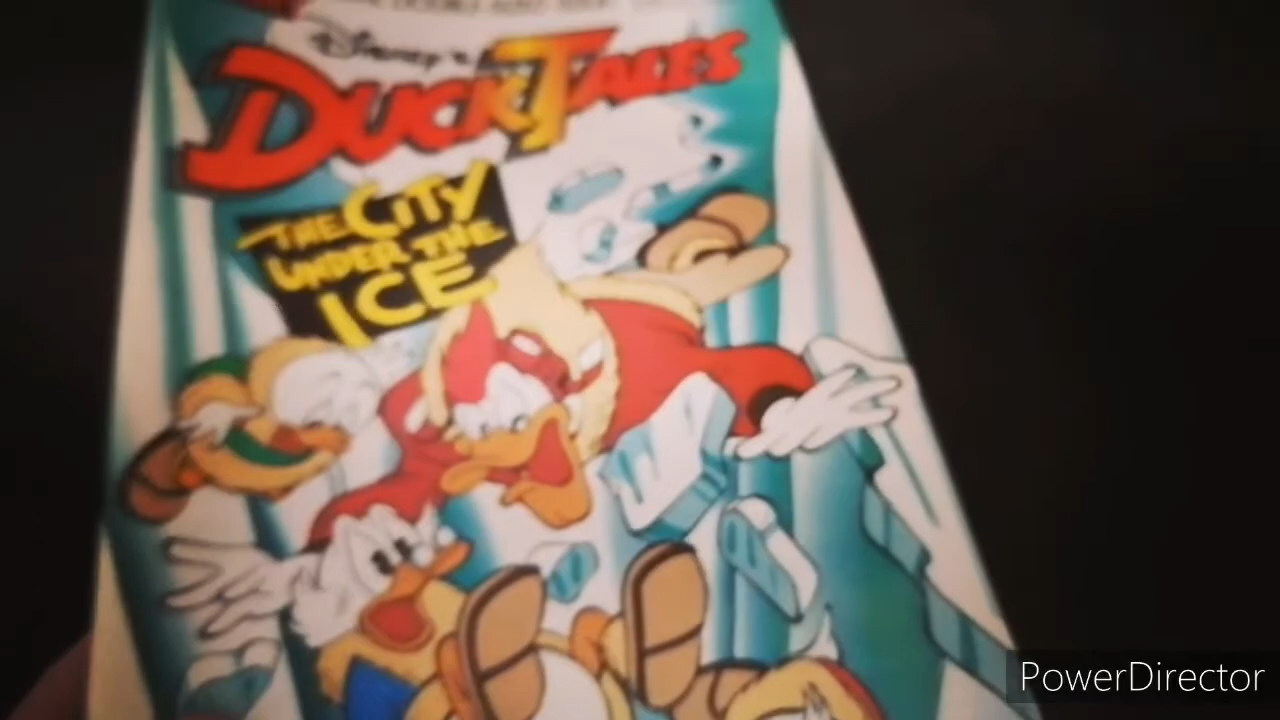 Disney's
DUCKTALES
THE CITY
UNDER THE
ICE
PowerDirector